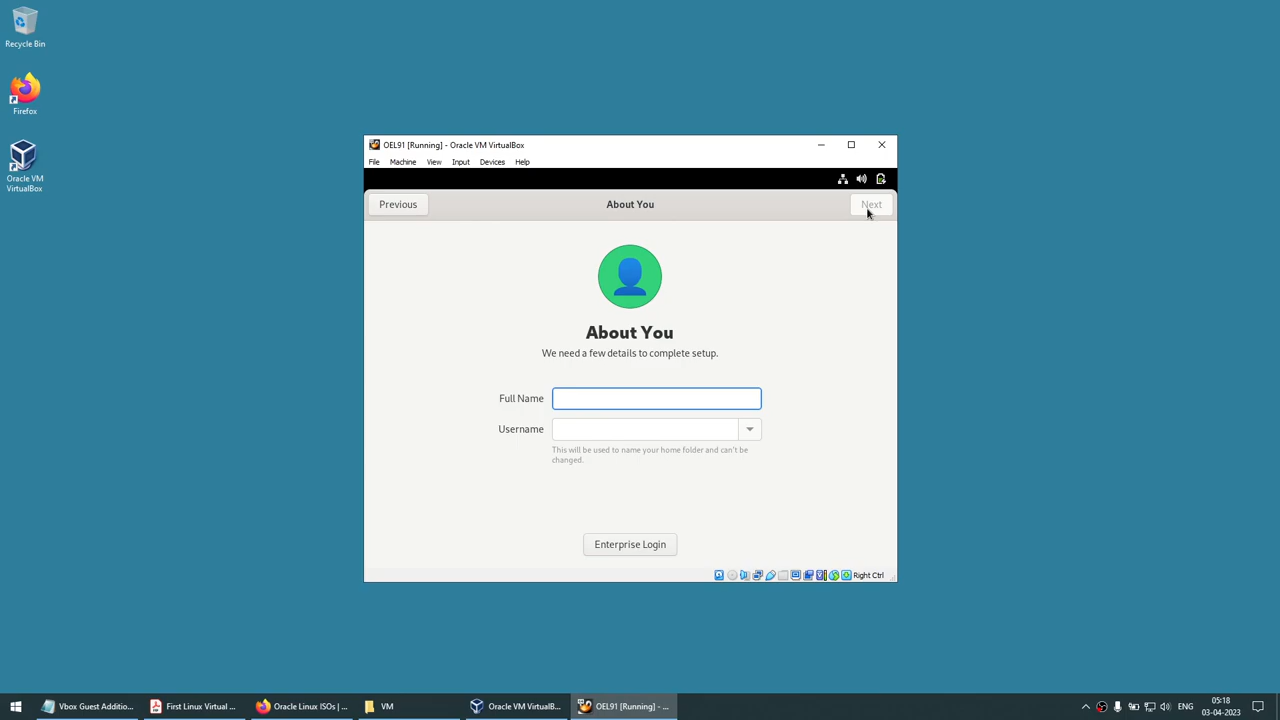 Recycle Bin
Firefox
Oracle VM
VirtualBox
OEL91 [Running] - Oracle VM VirtualBox
File Machine View Input Devices Help
Previous
About You
Next
About You
We need a few details to complete setup.
Full Name
Username
This will be used to name your home folder and can't be
changed.
Enterprise Login
Right Ctrl
Vbox Guest Additio...
First Linux Virtual ...
Oracle Linux ISOs | ...
VM
Oracle VM VirtualB...
OEL91 [Running] - ...
ENG
05:18
03-04-2023